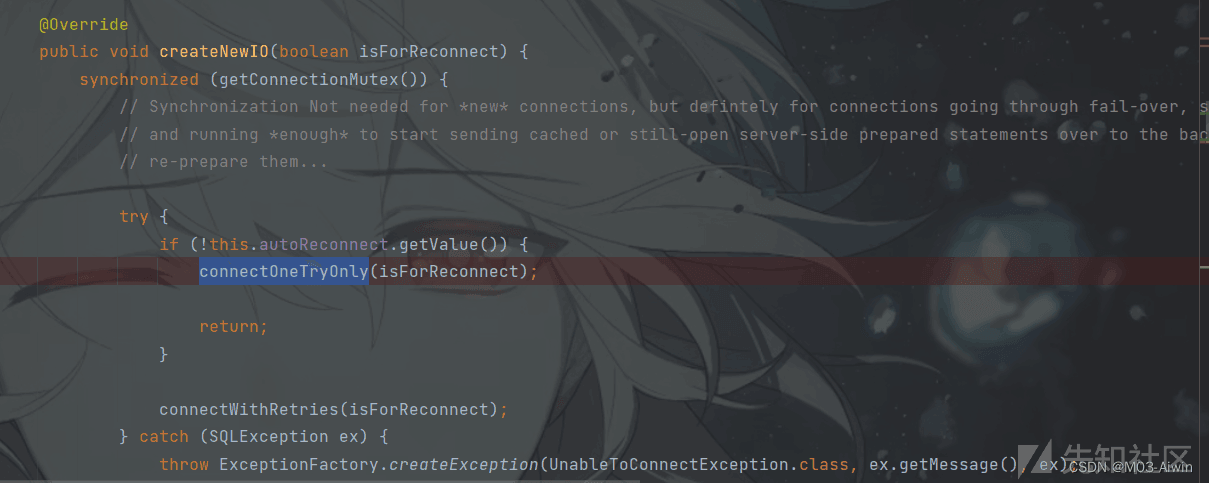 @Override
public void createNewIO(boolean isForReconnect) {
synchronized (getConnectionMutex()) {
// Synchronization Not needed for *new* connections, but defintely for connections going through fail-over, s
// and running *enough* to start sending cached or still-open server-side prepared statements over to the bac
// re-prepare them...
try {
if (!this.autoReconnect.getValue()) {
connectOneTryOnly(isForReconnect);
return;
}
connectWithRetries(isForReconnect);
} catch (SQLException ex) {
throw ExceptionFactory.createException(UnableToConnectException.class, ex.getMessage(), ex)
先知社区
CSDN @M03-Aiwin